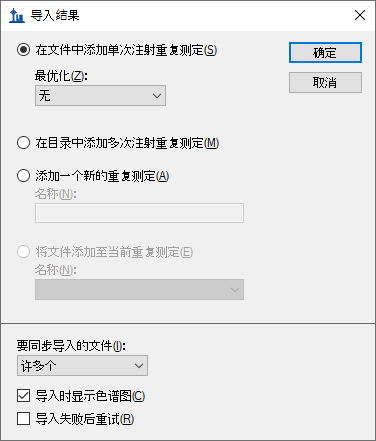 导入结果
在文件中添加单次注射重复测定(S)
确定
最优化(Z):
取消
无
在目录中添加多次注射重复测定(M)
添加一个新的重复测定(A)
名称(N):
将文件添加至当前重复测定(E)
名称(N):
要同步导入的文件(I):
许多个
导入时显示色谱图(C)
导入失败后重试(R)